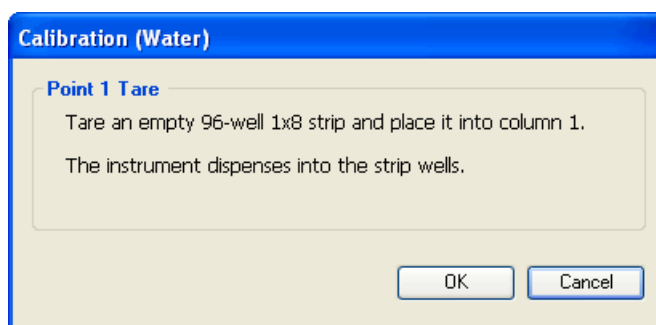 Calibration (Water)
Point 1 Tare
Tare an empty 96-well 1x8 strip and place it into column 1.
The instrument dispenses into the strip wells.
OK Cancel